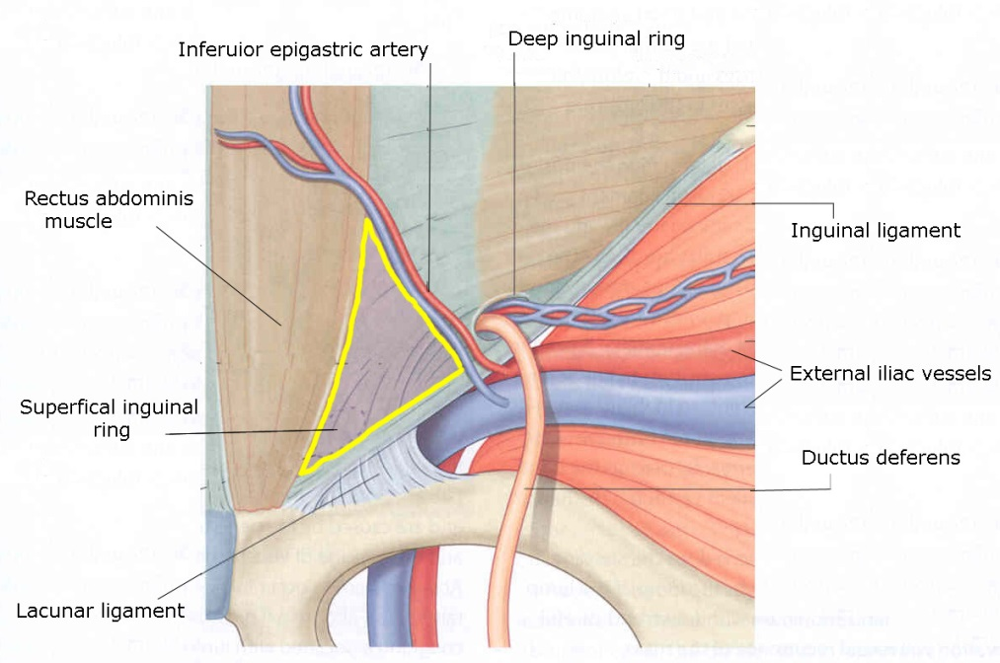 Inferuior epigastric artery
Deep inguinal ring
Rectus abdominis
muscle
Inguinal ligament
External iliac vessels
Superfical inguinal
ring
Ductus deferens
Lacunar ligament